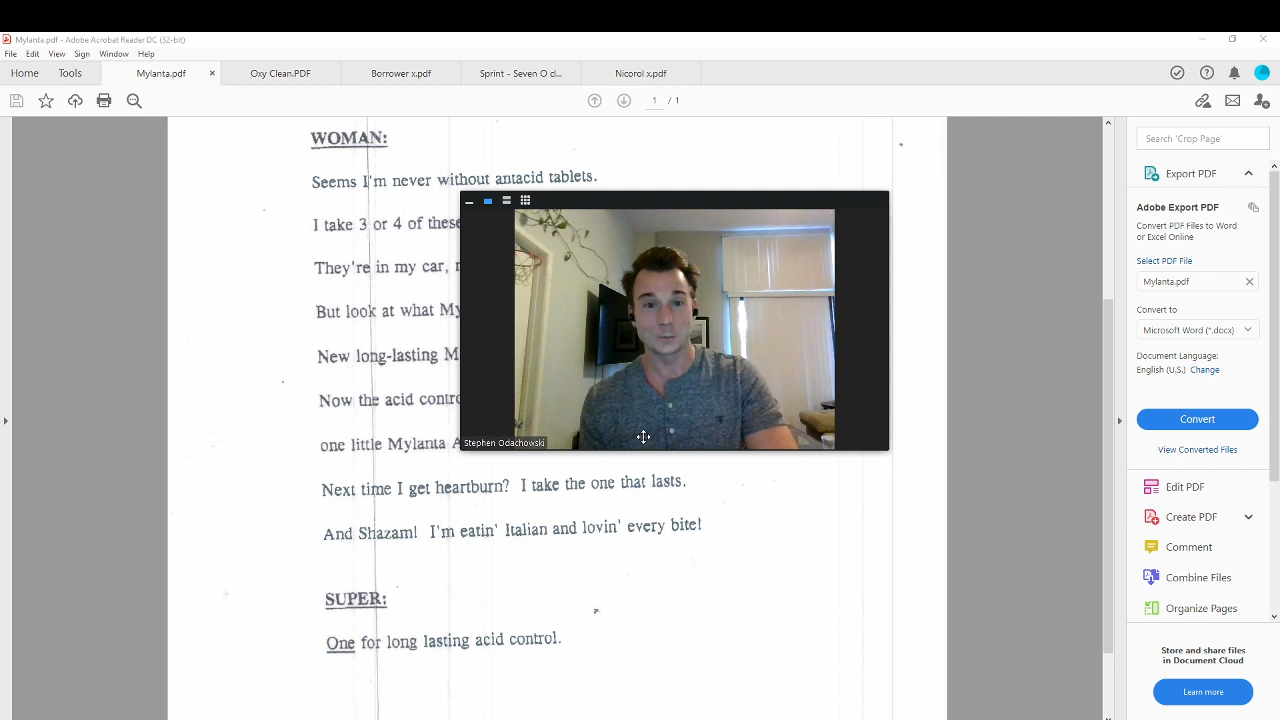 Mylanta.pdf - Adobe Acrobat Reader DC (32-bit)
File Edit View Sign Window Help
Home Tools Mylanta.pdf × Oxy Clean.PDF Borrower x.pdf Sprint - Seven O cl... Nicorol x.pdf
1 / 1
WOMAN:
Seems I'm never without antacid tablets.
I take 3 or 4 of these
They're in my car,
But look at what My
New long-lasting M
Now the acid contro
one little Mylanta A
Stephen Odachowski
Next time I get heartburn? I take the one that lasts.
And Shazam! I'm eatin' Italian and lovin' every bite!
SUPER:
One for long lasting acid control.
Search 'Crop Page'
Export PDF
Adobe Export PDF
Convert PDF Files to Word
or Excel Online
Select PDF File
Mylanta.pdf
Convert to
Microsoft Word (*.docx)
Document Language:
English (U.S.) Change
Convert
View Converted Files
Edit PDF
Create PDF
Comment
Combine Files
Organize Pages
Store and share files
in Document Cloud
Learn more